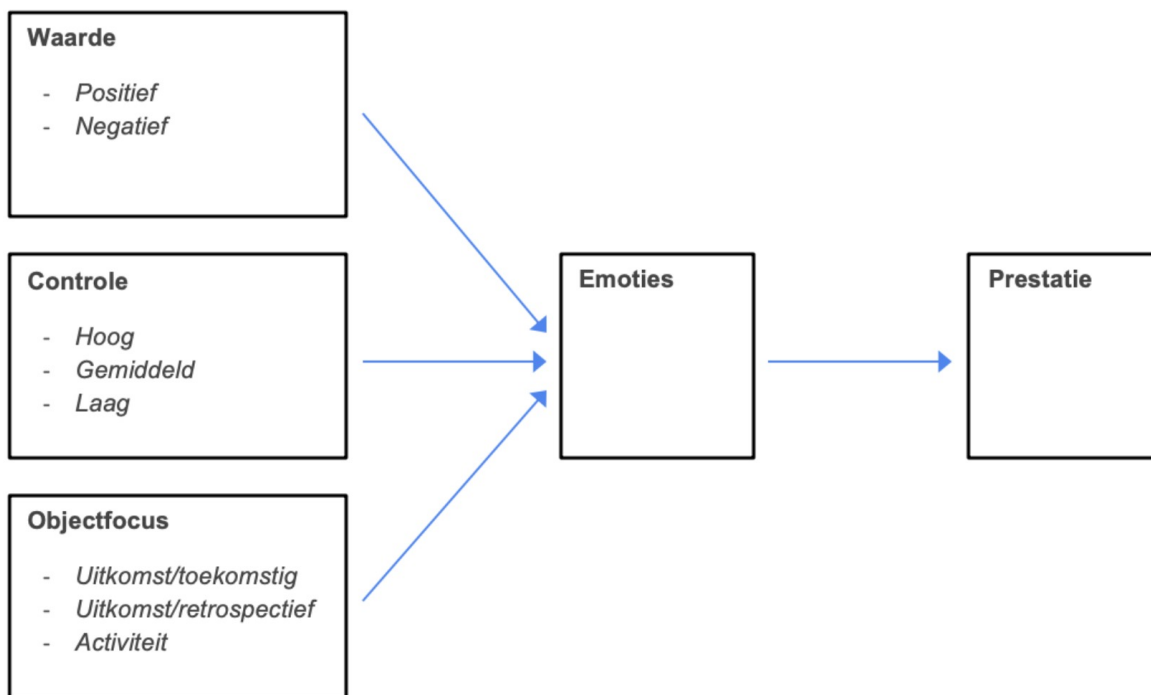 Waarde
- Positief
- Negatief
Controle
- Hoog
- Gemiddeld
- Laag
Objectfocus
- Uitkomst/toekomstig
- Uitkomst/retrospectief
- Activiteit
Emoties
Prestatie